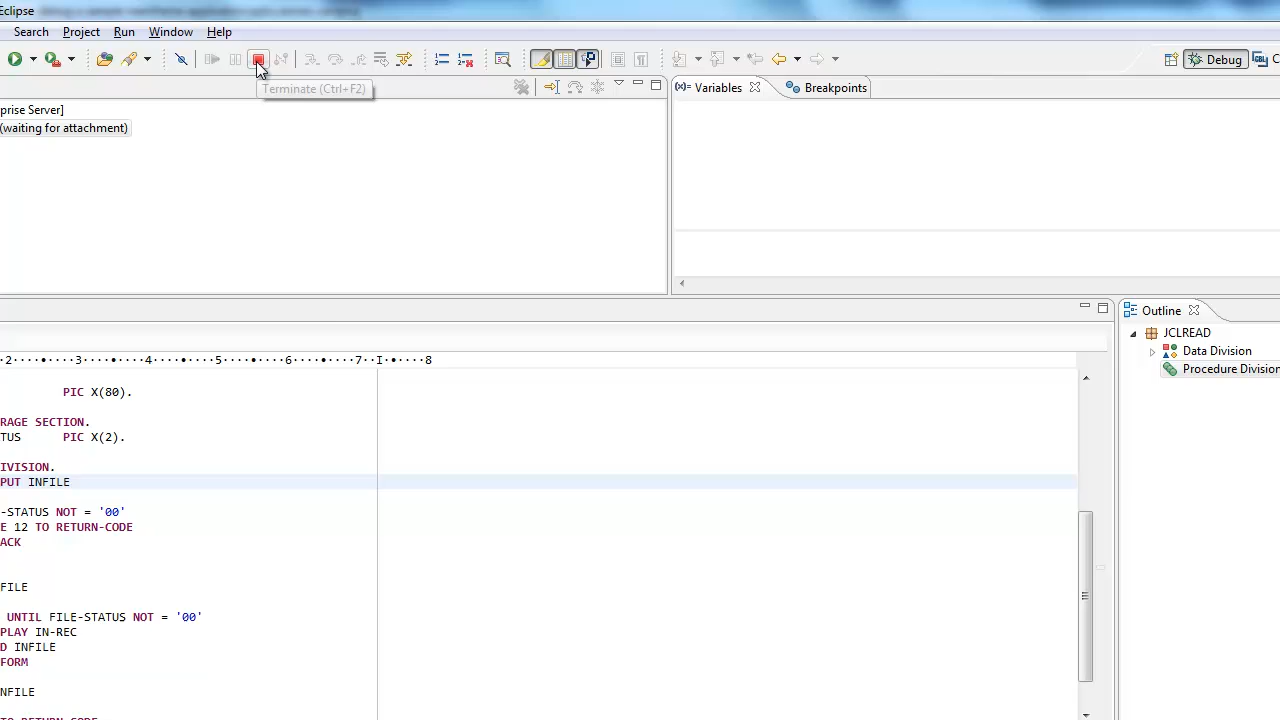 Eclipse
Search Project Run Window Help
Debug
Terminate (Ctrl+F2)
Variables Breakpoints
prise Server]
(waiting for attachment)
Outline
JCLREAD
Data Division
Procedure Division
2····•····3····•····4····•····5····•····6····•····7··I·•····8
PIC X(80).
RAGE SECTION.
TUS PIC X(2).
IVISION.
PUT INFILE
-STATUS NOT = '00'
E 12 TO RETURN-CODE
ACK
FILE
UNTIL FILE-STATUS NOT = '00'
PLAY IN-REC
D INFILE
FORM
NFILE
TO RETURN-CODE